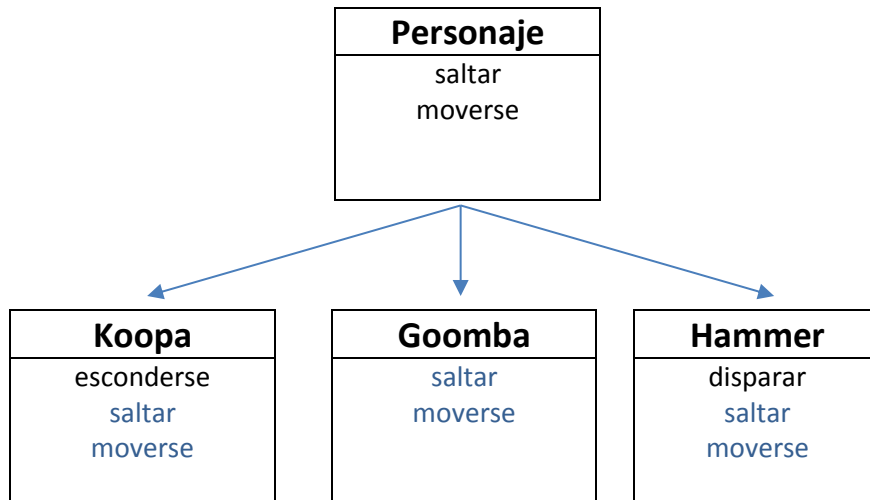 Personaje
saltar
moverse
Koopa
esconderse
saltar
moverse
Goomba
saltar
moverse
Hammer
disparar
saltar
moverse